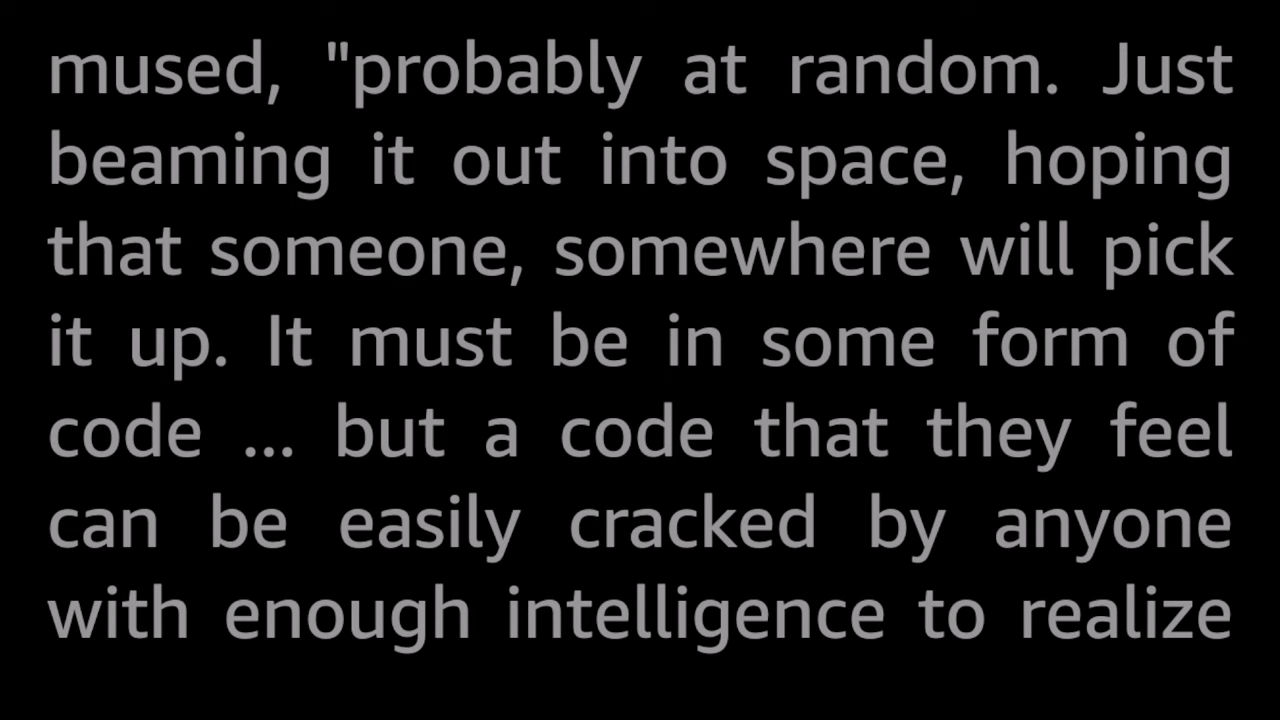 mused, "probably at random. Just
beaming it out into space, hoping
that someone, somewhere will pick
it up. It must be in some form of
code ... but a code that they feel
can be easily cracked by anyone
with enough intelligence to realize